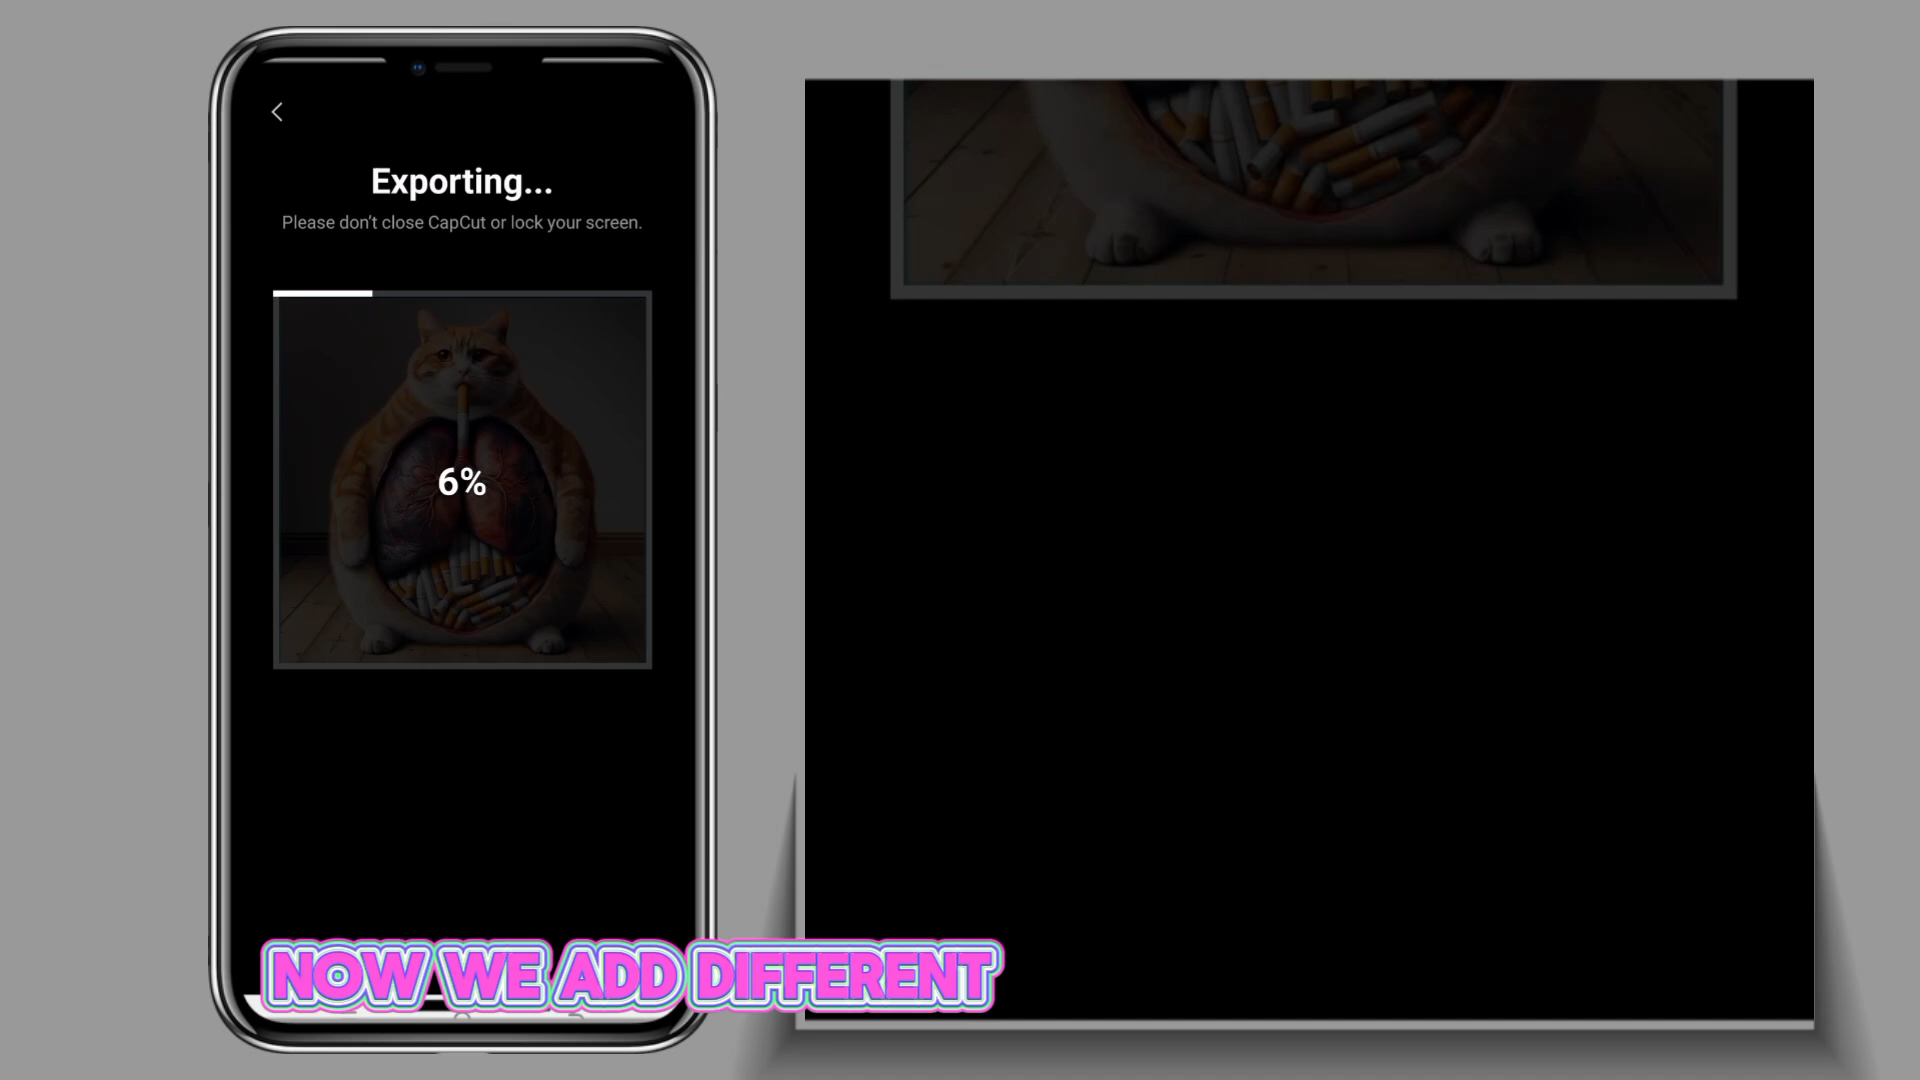 Exporting...
Please don't close CapCut or lock your screen.
6%
NOW WE ADD DIFFERENT